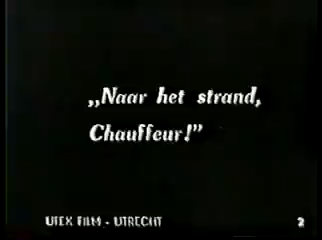 „Naar het strand,
Chauffeur!”
UTEX FILM - UTRECHT 2